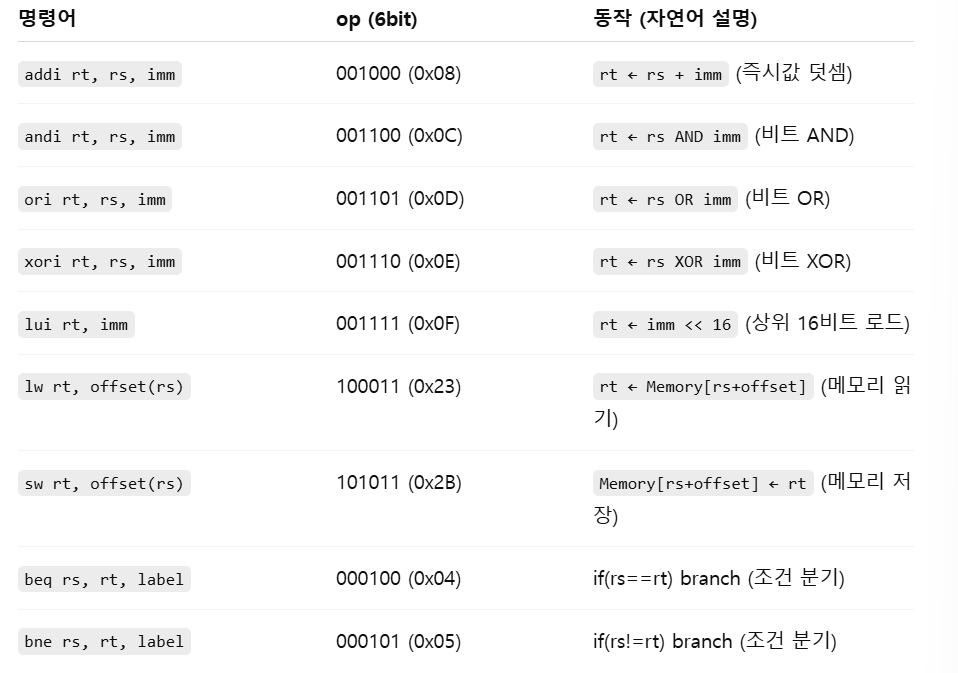 명령어 op (6bit) 동작 (자연어 설명)
addi rt, rs, imm 001000 (0x08) rt ← rs + imm (즉시값 덧셈)
andi rt, rs, imm 001100 (0x0C) rt ← rs AND imm (비트 AND)
ori rt, rs, imm 001101 (0x0D) rt ← rs OR imm (비트 OR)
xori rt, rs, imm 001110 (0x0E) rt ← rs XOR imm (비트 XOR)
lui rt, imm 001111 (0x0F) rt ← imm << 16 (상위 16비트 로드)
lw rt, offset(rs) 100011 (0x23) rt ← Memory[rs+offset] (메모리 읽
기)
sw rt, offset(rs) 101011 (0x2B) Memory[rs+offset] ← rt (메모리 저
장)
beq rs, rt, label 000100 (0x04) if(rs==rt) branch (조건 분기)
bne rs, rt, label 000101 (0x05) if(rs!=rt) branch (조건 분기)